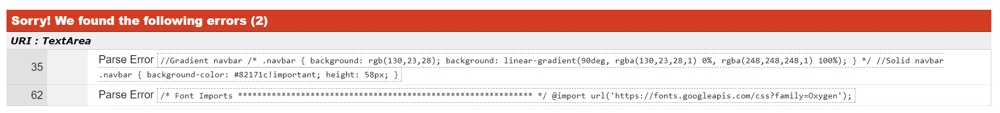 Sorry! We found the following errors (2)
URI : TextArea
35 Parse Error //Gradient navbar /* .navbar { background: rgb(130,23,28); background: linear-gradient(90deg, rgba(130,23,28,1) 0%, rgba(248,248,248,1) 100%); } */ //Solid navbar
.navbar { background-color: #82171c!important; height: 58px; }
62 Parse Error /* Font Imports ************************************************************* */ @import url('https://fonts.googleapis.com/css?family=Oxygen');